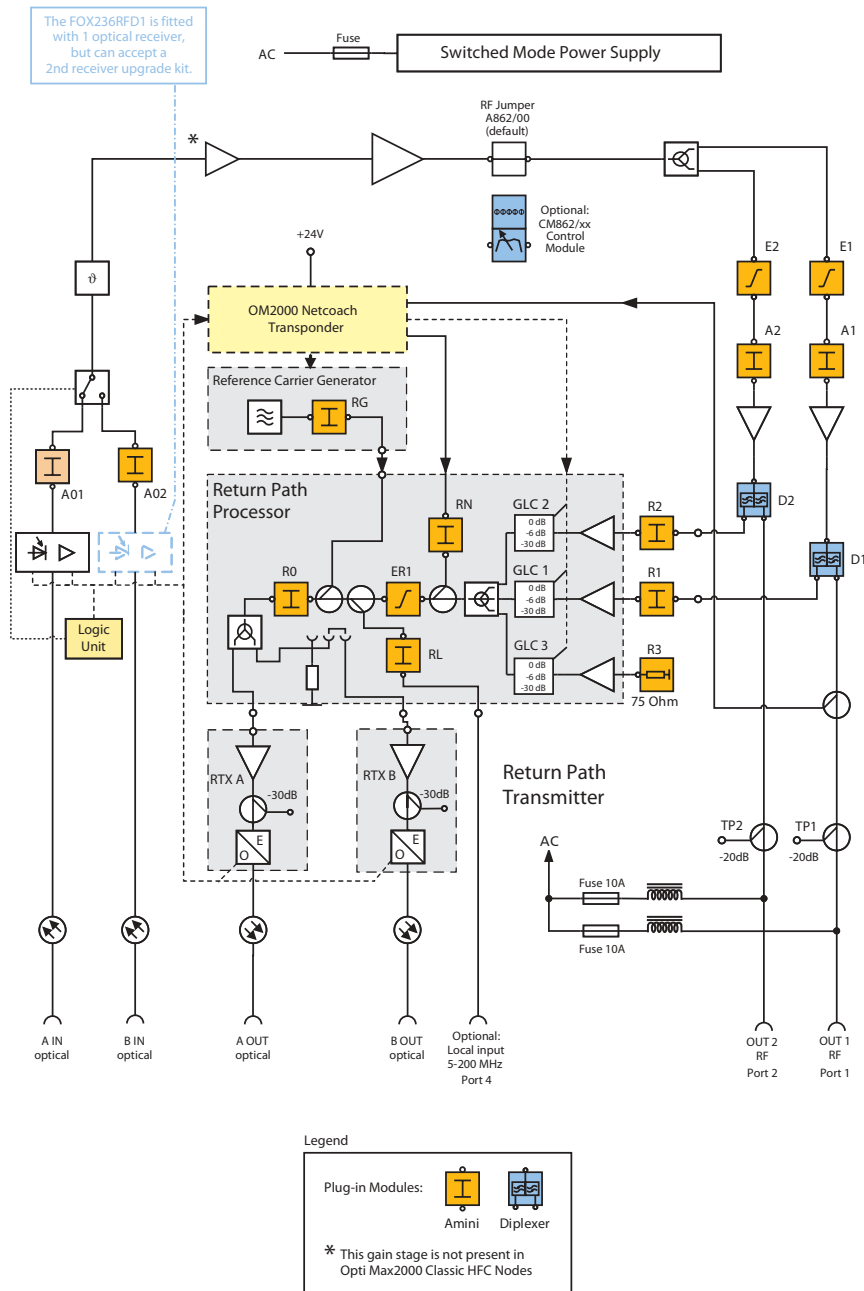 The FOX236RFD1 is fitted
with 1 optical receiver,
but can accept a
2nd receiver upgrade kit.
AC
Fuse
Switched Mode Power Supply
*
RF Jumper
A862/00
(default)
Optional:
CM862/xx
Control
Module
+24V
E2
E1
ϑ
OM2000 Netcoach
Transponder
A2
A1
Reference Carrier Generator
RG
A01
A02
Return Path
Processor
RN
GLC 2
0 dB
-6 dB
-30 dB
R2
D2
D1
R0
ER1
GLC 1
0 dB
-6 dB
-30 dB
R1
Logic
Unit
RL
GLC 3
0 dB
-6 dB
-30 dB
R3
75 Ohm
RTX A
-30dB
E
O
RTX B
-30dB
E
O
Return Path
Transmitter
TP2
-20dB
TP1
-20dB
AC
Fuse 10A
Fuse 10A
A IN
optical
B IN
optical
A OUT
optical
B OUT
optical
Optional:
Local input
5-200 MHz
Port 4
OUT 2
RF
Port 2
OUT 1
RF
Port 1
Legend
Plug-in Modules:
Amini
Diplexer
* This gain stage is not present in
Opti Max2000 Classic HFC Nodes